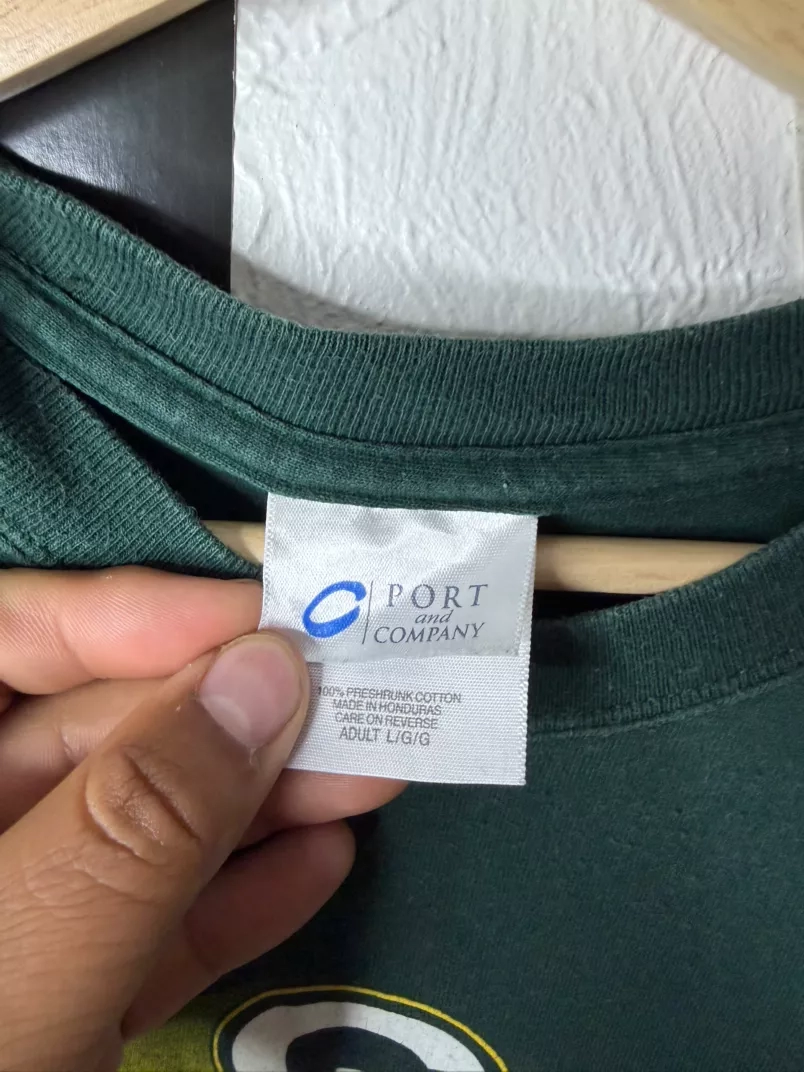 PORT
and
COMPANY
100% PRESHRUNK COTTON
MADE IN HONDURAS
CARE ON REVERSE
ADULT L/G/G